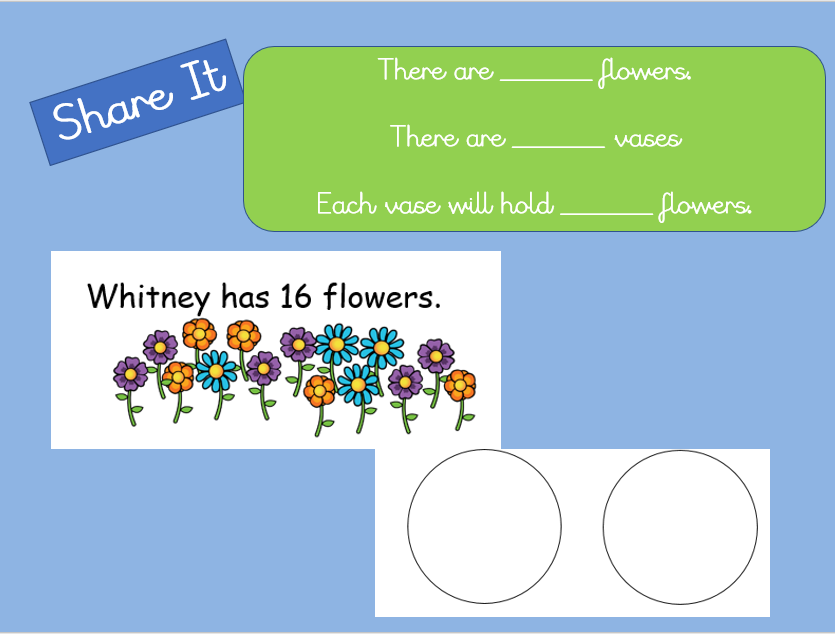 Share It
There are _______ flowers.
There are _______ vases
Each vase will hold _______ flowers.
Whitney has 16 flowers.